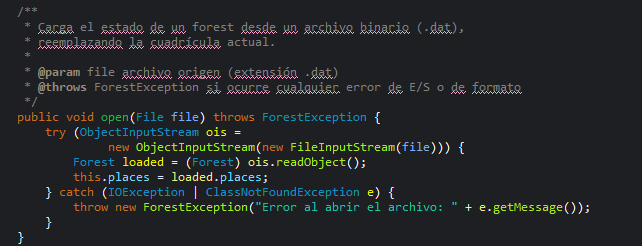 /**
 * Carga el estado de un forest desde un archivo binario (.dat),
 * reemplazando la cuadrícula actual.
 *
 * @param file archivo origen (extensión .dat)
 * @throws ForestException si ocurre cualquier error de E/S o de formato
 */
public void open(File file) throws ForestException {
    try (ObjectInputStream ois =
            new ObjectInputStream(new FileInputStream(file))) {
        Forest loaded = (Forest) ois.readObject();
        this.places = loaded.places;
    } catch (IOException | ClassNotFoundException e) {
        throw new ForestException("Error al abrir el archivo: " + e.getMessage());
    }
}